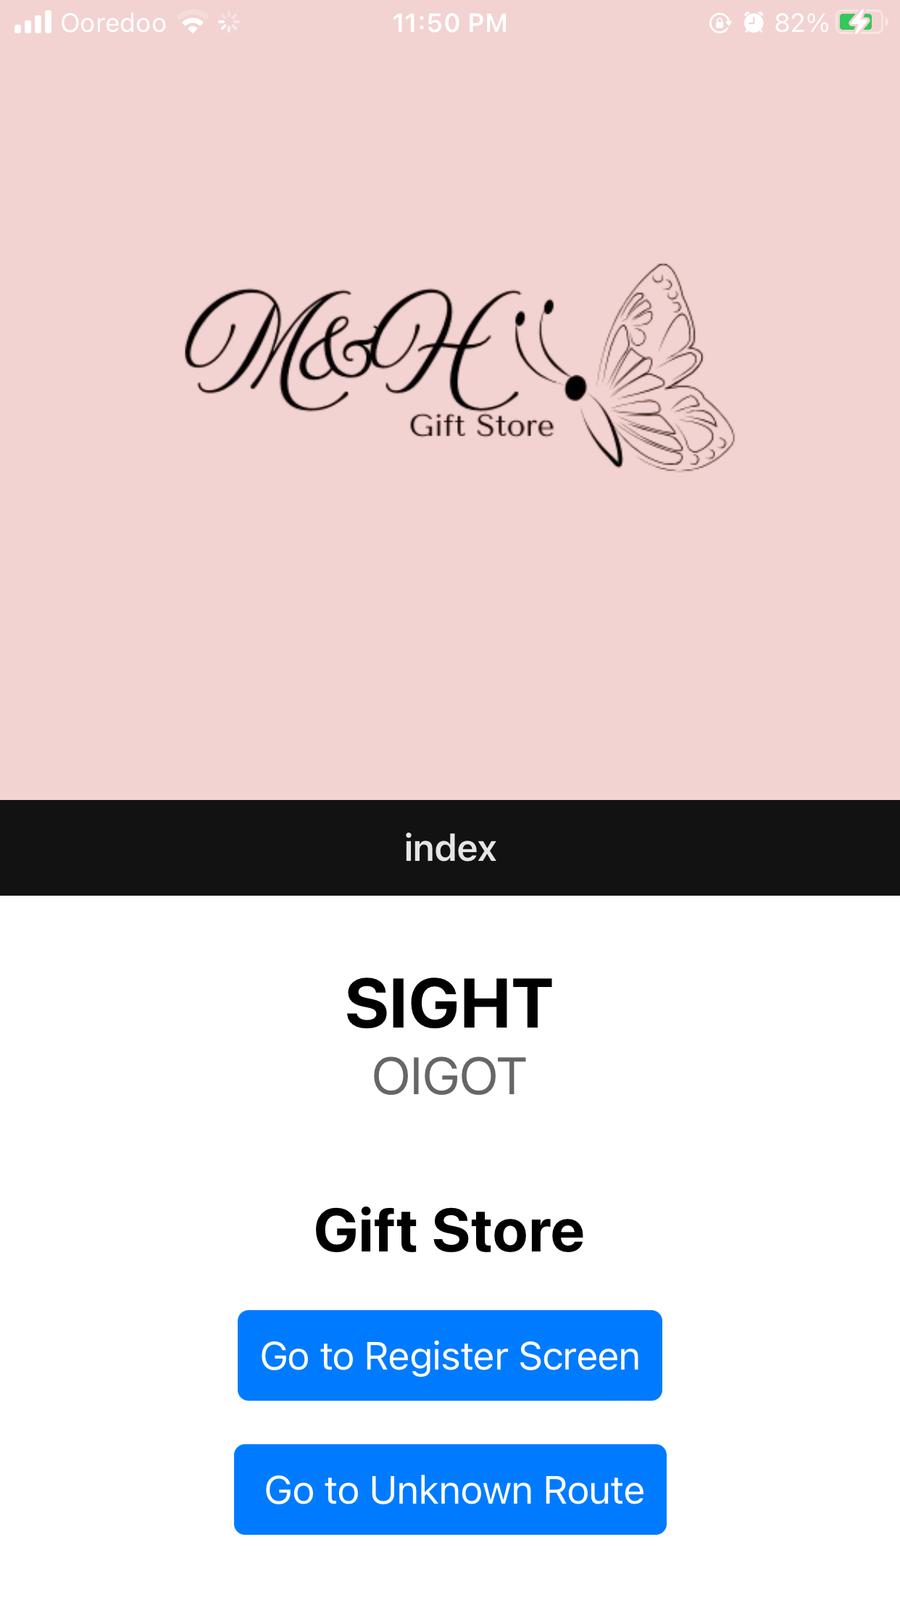 Ooredoo 11:50 PM 82%
M&H
Gift Store
index
SIGHT
OIGOT
Gift Store
Go to Register Screen
Go to Unknown Route